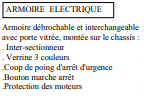 ARMOIRE ELECTRIQUE
Armoire débrochable et interchangeable
avec porte vitrée, montée sur le chassis :
. Inter-sectionneur
. Verrine 3 couleurs
.Coup de poing d'arrêt d'urgence
.Bouton marche arrêt
.Protection des moteurs